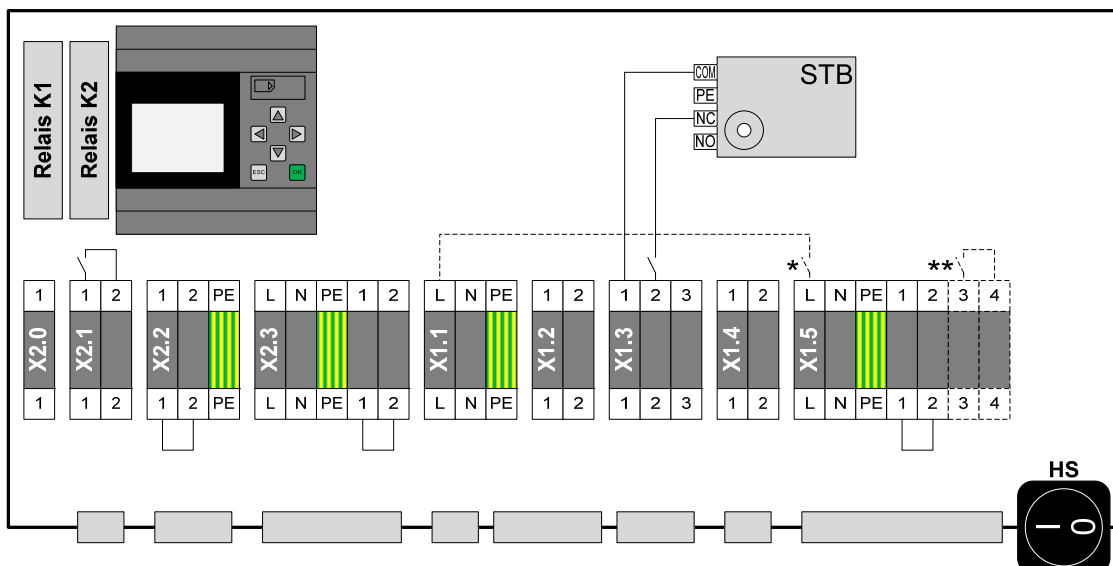 Relais K1
Relais K2
ESC
OK
COM
PE
NC
NO
STB
* **
1 1 2 1 2 PE L N PE 1 2 L N PE 1 2 1 2 3 1 2 L N PE 1 2 3 4
X2.0 X2.1 X2.2 X2.3 X1.1 X1.2 X1.3 X1.4 X1.5
1 1 2 1 2 PE L N PE 1 2 L N PE 1 2 1 2 3 1 2 L N PE 1 2 3 4
HS
I 0